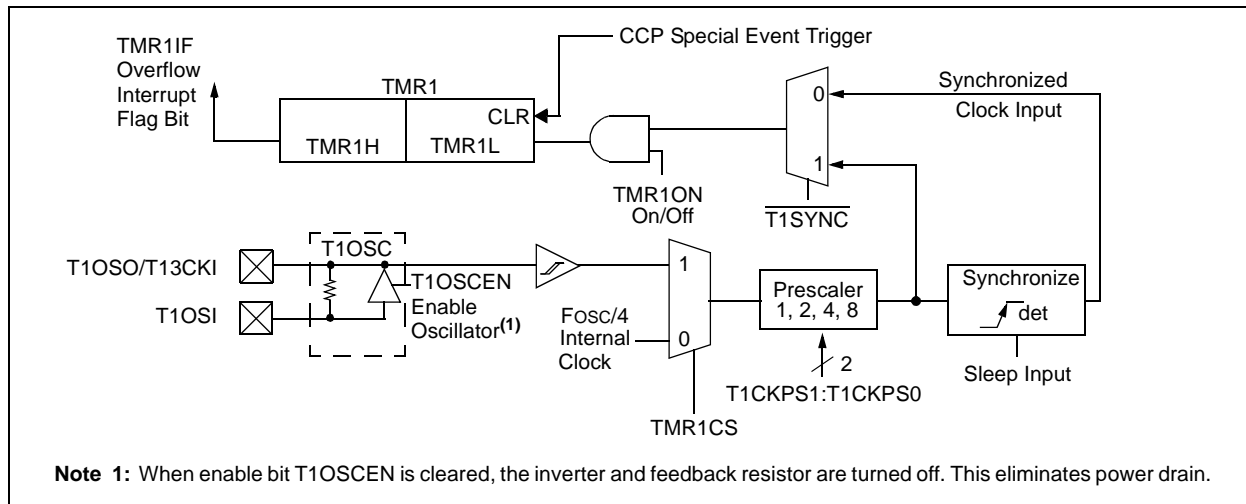 TMR1IF
Overflow
Interrupt
Flag Bit
TMR1
TMR1H
TMR1L
CLR
CCP Special Event Trigger
TMR1ON
On/Off
0
1
T1SYNC
Synchronized
Clock Input
T1OSO/T13CKI
T1OSI
T1OSC
T1OSCEN
Enable
Oscillator(1)
FOSC/4
Internal
Clock
1
0
TMR1CS
Prescaler
1, 2, 4, 8
2
T1CKPS1:T1CKPS0
Synchronize
det
Sleep Input
Note 1: When enable bit T1OSCEN is cleared, the inverter and feedback resistor are turned off. This eliminates power drain.